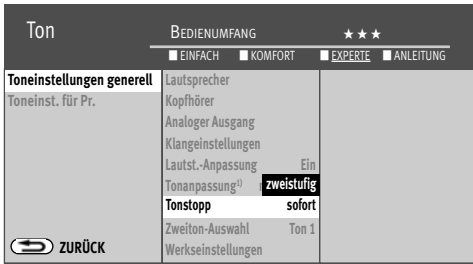 Ton
BEDIENUMFANG ★★★
EINFACH KOMFORT EXPERTE ANLEITUNG
Toneinstellungen generell
Toneinst. für Pr.
Lautsprecher
Kopfhörer
Analoger Ausgang
Klangeinstellungen
Lautst.-Anpassung Ein
Tonanpassung¹⁾ zweistufig
Tonstopp sofort
Zweiton-Auswahl Ton 1
Werkseinstellungen
ZURÜCK